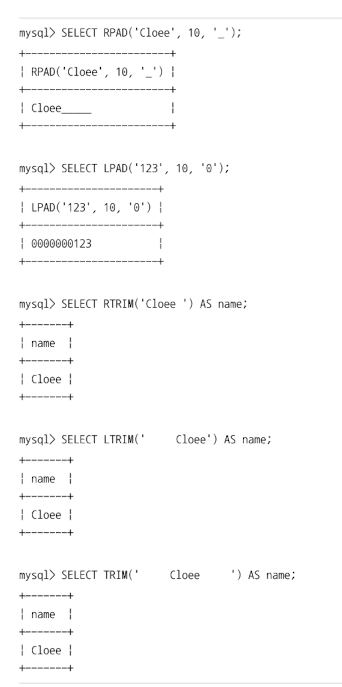 mysql> SELECT RPAD('Cloee', 10, '_');
+------------------------+
| RPAD('Cloee', 10, '_') |
+------------------------+
| Cloee_____             |
+------------------------+
mysql> SELECT LPAD('123', 10, '0');
+----------------------+
| LPAD('123', 10, '0') |
+----------------------+
| 0000000123           |
+----------------------+
mysql> SELECT RTRIM('Cloee ') AS name;
+-------+
| name  |
+-------+
| Cloee |
+-------+
mysql> SELECT LTRIM('     Cloee') AS name;
+-------+
| name  |
+-------+
| Cloee |
+-------+
mysql> SELECT TRIM('     Cloee     ') AS name;
+-------+
| name  |
+-------+
| Cloee |
+-------+